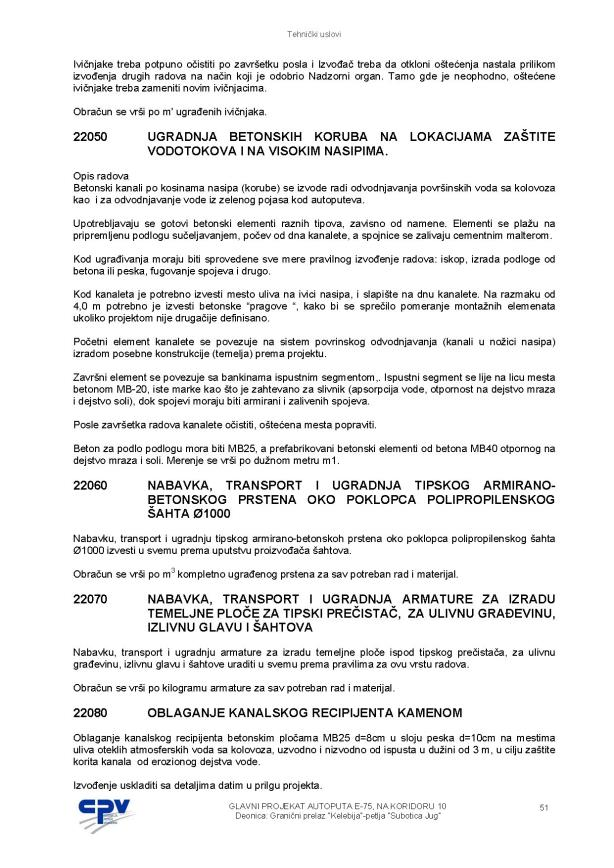 Tehnički uslovi
Ivičnjake treba potpuno očistiti po završetku posla i Izvođač treba da otkloni oštećenja nastala prilikom
izvođenja drugih radova na način koji je odobrio Nadzorni organ. Tamo gde je neophodno, oštećene
ivičnjake treba zameniti novim ivičnjacima.
Obračun se vrši po m' ugrađenih ivičnjaka.
22050 UGRADNJA BETONSKIH KORUBA NA LOKACIJAMA ZAŠTITE
VODOTOKOVA I NA VISOKIM NASIPIMA.
Opis radova
Betonski kanali po kosinama nasipa (korube) se izvode radi odvodnjavanja površinskih voda sa kolovoza
kao i za odvodnjavanje vode iz zelenog pojasa kod autoputeva.
Upotrebljavaju se gotovi betonski elementi raznih tipova, zavisno od namene. Elementi se plažu na
pripremljenu podlogu sučeljavanjem, počev od dna kanalete, a spojnice se zalivaju cementnim malterom.
Kod ugrađivanja moraju biti sprovedene sve mere pravilnog izvođenje radova: iskop, izrada podloge od
betona ili peska, fugovanje spojeva i drugo.
Kod kanaleta je potrebno izvesti mesto uliva na ivici nasipa, i slapište na dnu kanalete. Na razmaku od
4,0 m potrebno je izvesti betonske “pragove “, kako bi se sprečilo pomeranje montažnih elemenata
ukoliko projektom nije drugačije definisano.
Početni element kanalete se povezuje na sistem povrinskog odvodnjavanja (kanali u nožici nasipa)
izradom posebne konstrukcije (temelja) prema projektu.
Završni element se povezuje sa bankinama ispustnim segmentom,. Ispustni segment se lije na licu mesta
betonom MB-20, iste marke kao što je zahtevano za slivnik (apsorpcija vode, otpornost na dejstvo mraza
i dejstvo soli), dok spojevi moraju biti armirani i zalivenih spojeva.
Posle završetka radova kanalete očistiti, oštećena mesta popraviti.
Beton za podlo podlogu mora biti MB25, a prefabrikovani betonski elementi od betona MB40 otpornog na
dejstvo mraza i soli. Merenje se vrši po dužnom metru m1.
22060 NABAVKA, TRANSPORT I UGRADNJA TIPSKOG ARMIRANO-
BETONSKOG PRSTENA OKO POKLOPCA POLIPROPILENSKOG
ŠAHTA Ø1000
Nabavku, transport i ugradnju tipskog armirano-betonskoh prstena oko poklopca polipropilenskog šahta
Ø1000 izvesti u svemu prema uputstvu proizvođača šahtova.
Obračun se vrši po m³ kompletno ugrađenog prstena za sav potreban rad i materijal.
22070 NABAVKA, TRANSPORT I UGRADNJA ARMATURE ZA IZRADU
TEMELJNE PLOČE ZA TIPSKI PREČISTAČ, ZA ULIVNU GRAĐEVINU,
IZLIVNU GLAVU I ŠAHTOVA
Nabavku, transport i ugradnju armature za izradu temeljne ploče ispod tipskog prečistača, za ulivnu
građevinu, izlivnu glavu i šahtove uraditi u svemu prema pravilima za ovu vrstu radova.
Obračun se vrši po kilogramu armature za sav potreban rad i materijal.
22080 OBLAGANJE KANALSKOG RECIPIJENTA KAMENOM
Oblaganje kanalskog recipijenta betonskim pločama MB25 d=8cm u sloju peska d=10cm na mestima
uliva oteklih atmosferskih voda sa kolovoza, uzvodno i nizvodno od ispusta u dužini od 3 m, u cilju zaštite
korita kanala od erozionog dejstva vode.
Izvođenje uskladiti sa detaljima datim u prilgu projekta.
CPV
GLAVNI PROJEKAT AUTOPUTA E-75, NA KORIDORU 10 51
Deonica: Granični prelaz "Kelebija"-petlja "Subotica Jug"